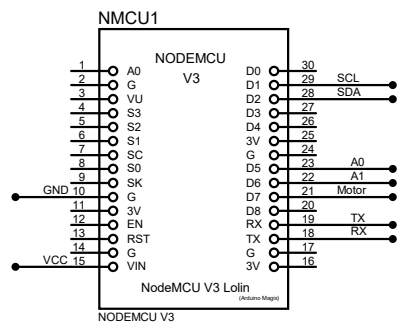 NMCU1
NODEMCU
V3
1 A0 D0 30
2 G D1 29 SCL
3 VU D2 28 SDA
4 S3 D3 27
5 S2 D4 26
6 S1 3V 25
7 SC G 24
8 S0 D5 23 A0
9 SK D6 22 A1
GND 10 G D7 21 Motor
11 3V D8 20
12 EN RX 19 TX
13 RST TX 18 RX
14 G G 17
VCC 15 VIN 3V 16
NodeMCU V3 Lolin
(Arduino Magix)
NODEMCU V3